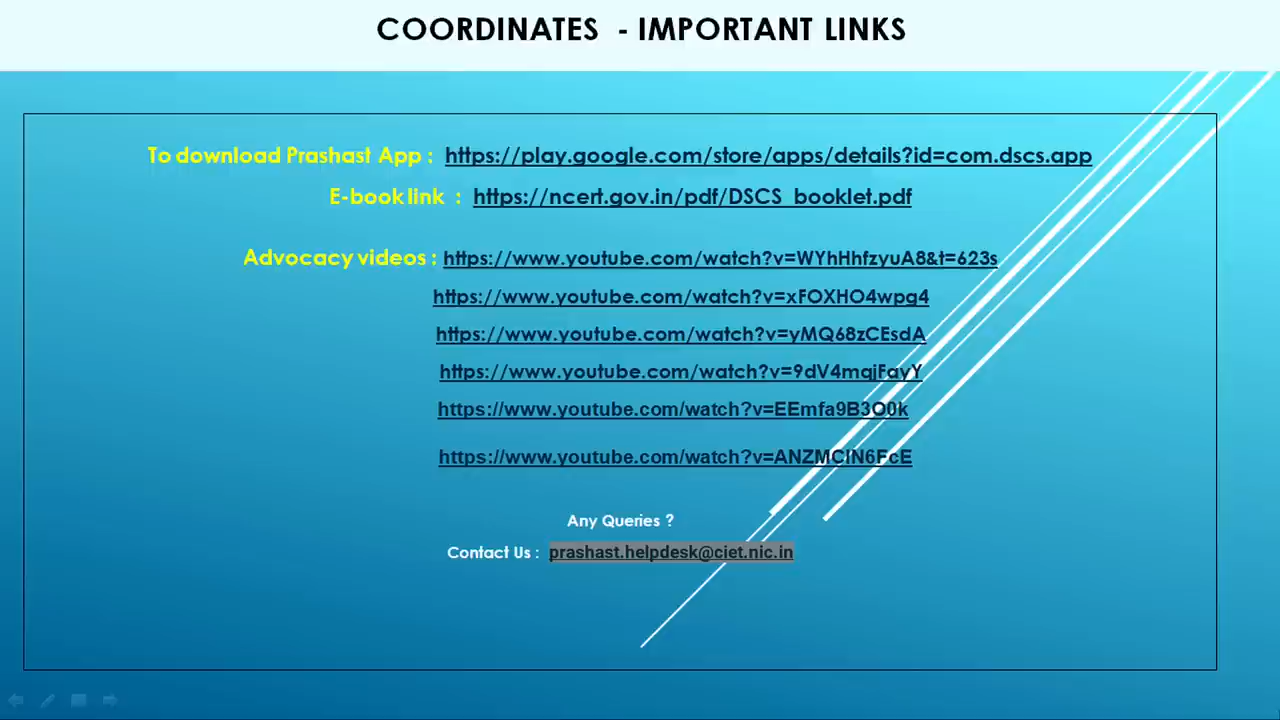 COORDINATES - IMPORTANT LINKS
To download Prashast App : https://play.google.com/store/apps/details?id=com.dscs.app
E-book link : https://ncert.gov.in/pdf/DSCS_booklet.pdf
Advocacy videos : https://www.youtube.com/watch?v=WYhHhfzyuA8&t=623s
https://www.youtube.com/watch?v=xFOXHO4wpg4
https://www.youtube.com/watch?v=yMQ68zCEsdA
https://www.youtube.com/watch?v=9dV4mqjFayY
https://www.youtube.com/watch?v=EEmfa9B3O0k
https://www.youtube.com/watch?v=ANZMCIN6FcE
Any Queries ?
Contact Us : prashast.helpdesk@ciet.nic.in